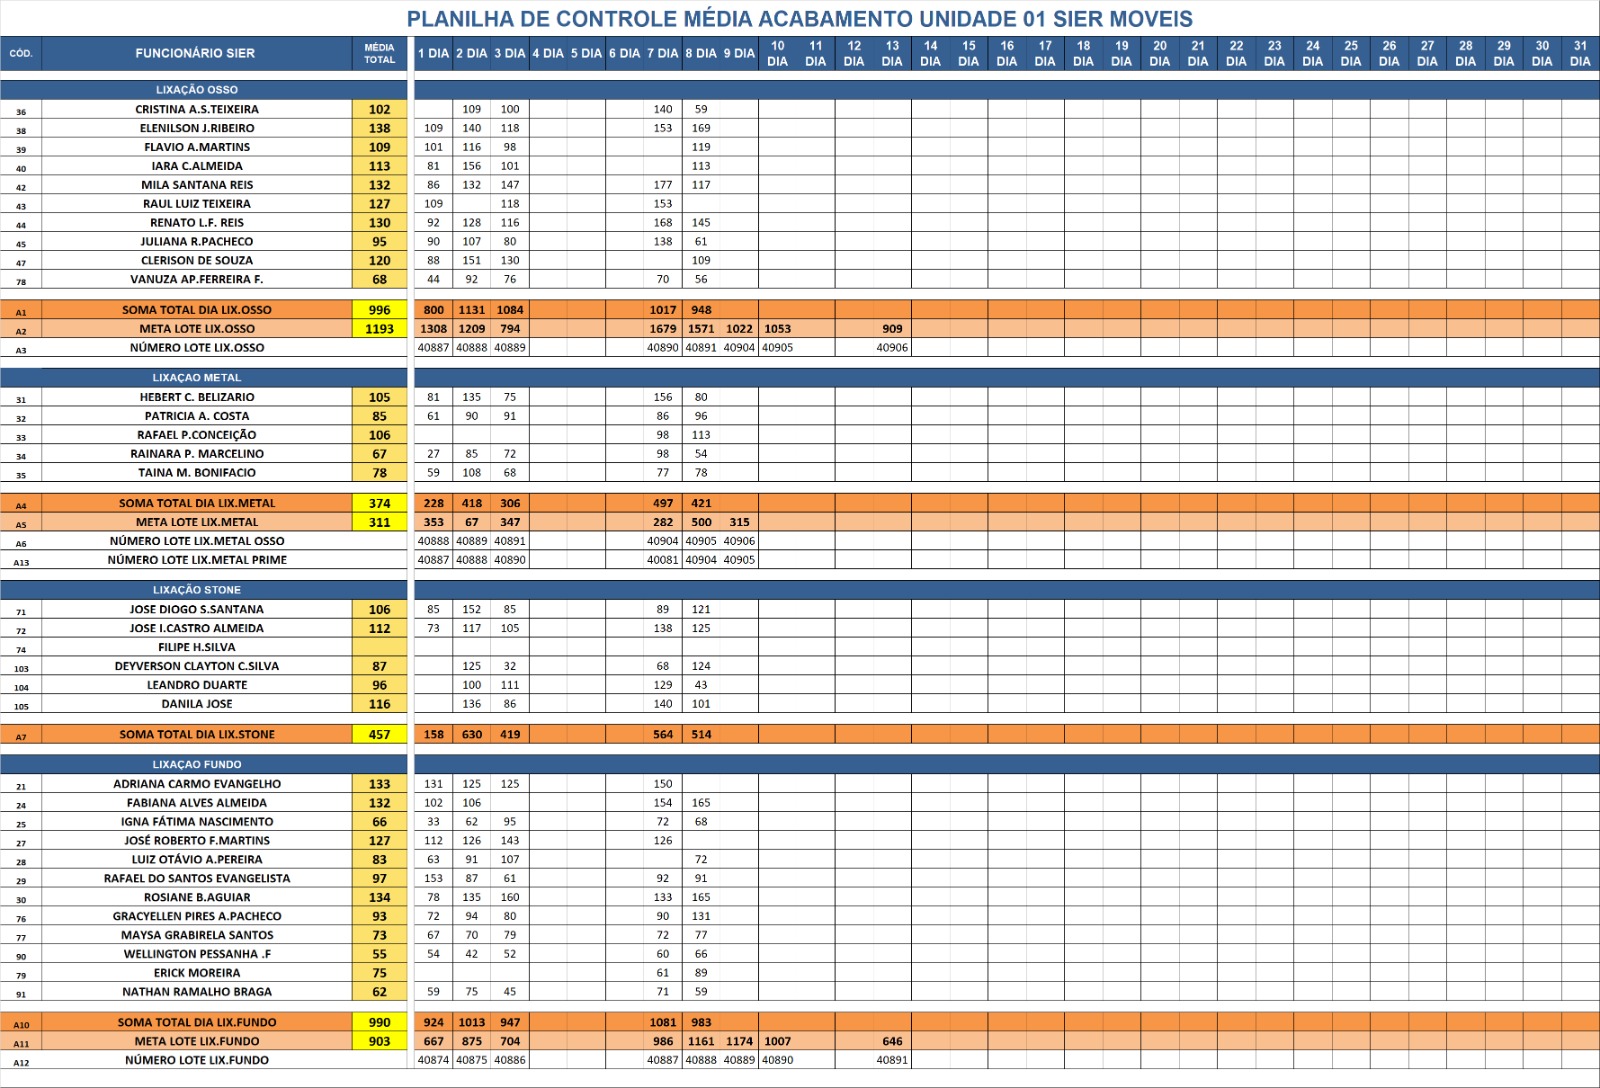 PLANILHA DE CONTROLE MÉDIA ACABAMENTO UNIDADE 01 SIER MOVEIS
CÓD. FUNCIONÁRIO SIER MÉDIA TOTAL 1 DIA 2 DIA 3 DIA 4 DIA 5 DIA 6 DIA 7 DIA 8 DIA 9 DIA 10 DIA 11 DIA 12 DIA 13 DIA 14 DIA 15 DIA 16 DIA 17 DIA 18 DIA 19 DIA 20 DIA 21 DIA 22 DIA 23 DIA 24 DIA 25 DIA 26 DIA 27 DIA 28 DIA 29 DIA 30 DIA 31 DIA
LIXAÇÃO OSSO
36 CRISTINA A.S.TEIXEIRA 102 109 100 140 59
38 ELENILSON J.RIBEIRO 138 109 140 118 153 169
39 FLAVIO A.MARTINS 109 101 116 98 119
40 IARA C.ALMEIDA 113 81 156 101 113
42 MILA SANTANA REIS 132 86 132 147 177 117
43 RAUL LUIZ TEIXEIRA 127 109 118 153
44 RENATO L.F. REIS 130 92 128 116 168 145
45 JULIANA R.PACHECO 95 90 107 80 138 61
47 CLERISON DE SOUZA 120 88 151 130 109
78 VANUZA AP.FERREIRA F. 68 44 92 76 70 56
A1 SOMA TOTAL DIA LIX.OSSO 996 800 1131 1084 1017 948
A2 META LOTE LIX.OSSO 1193 1308 1209 794 1679 1571 1022 1053 909
A3 NÚMERO LOTE LIX.OSSO 40887 40888 40889 40890 40891 40904 40905 40906
LIXAÇAO METAL
31 HEBERT C. BELIZARIO 105 81 135 75 156 80
32 PATRICIA A. COSTA 85 61 90 91 86 96
33 RAFAEL P.CONCEIÇÃO 106 98 113
34 RAINARA P. MARCELINO 67 27 85 72 98 54
35 TAINA M. BONIFACIO 78 59 108 68 77 78
A4 SOMA TOTAL DIA LIX.METAL 374 228 418 306 497 421
A5 META LOTE LIX.METAL 311 353 67 347 282 500 315
A6 NÚMERO LOTE LIX.METAL OSSO 40888 40889 40891 40904 40905 40906
A13 NÚMERO LOTE LIX.METAL PRIME 40887 40888 40890 40081 40904 40905
LIXAÇÃO STONE
71 JOSE DIOGO S.SANTANA 106 85 152 85 89 121
72 JOSE I.CASTRO ALMEIDA 112 73 117 105 138 125
74 FILIPE H.SILVA
103 DEYVERSON CLAYTON C.SILVA 87 125 32 68 124
104 LEANDRO DUARTE 96 100 111 129 43
105 DANILA JOSE 116 136 86 140 101
A7 SOMA TOTAL DIA LIX.STONE 457 158 630 419 564 514
LIXAÇAO FUNDO
21 ADRIANA CARMO EVANGELHO 133 131 125 125 150
24 FABIANA ALVES ALMEIDA 132 102 106 154 165
25 IGNA FÁTIMA NASCIMENTO 66 33 62 95 72 68
27 JOSÉ ROBERTO F.MARTINS 127 112 126 143 126
28 LUIZ OTÁVIO A.PEREIRA 83 63 91 107 72
29 RAFAEL DO SANTOS EVANGELISTA 97 153 87 61 92 91
30 ROSIANE B.AGUIAR 134 78 135 160 133 165
76 GRACYELLEN PIRES A.PACHECO 93 72 94 80 90 131
77 MAYSA GRABIRELA SANTOS 73 67 70 79 72 77
90 WELLINGTON PESSANHA .F 55 54 42 52 60 66
79 ERICK MOREIRA 75 61 89
91 NATHAN RAMALHO BRAGA 62 59 75 45 71 59
A10 SOMA TOTAL DIA LIX.FUNDO 990 924 1013 947 1081 983
A11 META LOTE LIX.FUNDO 903 667 875 704 986 1161 1174 1007 646
A12 NÚMERO LOTE LIX.FUNDO 40874 40875 40886 40887 40888 40889 40890 40891